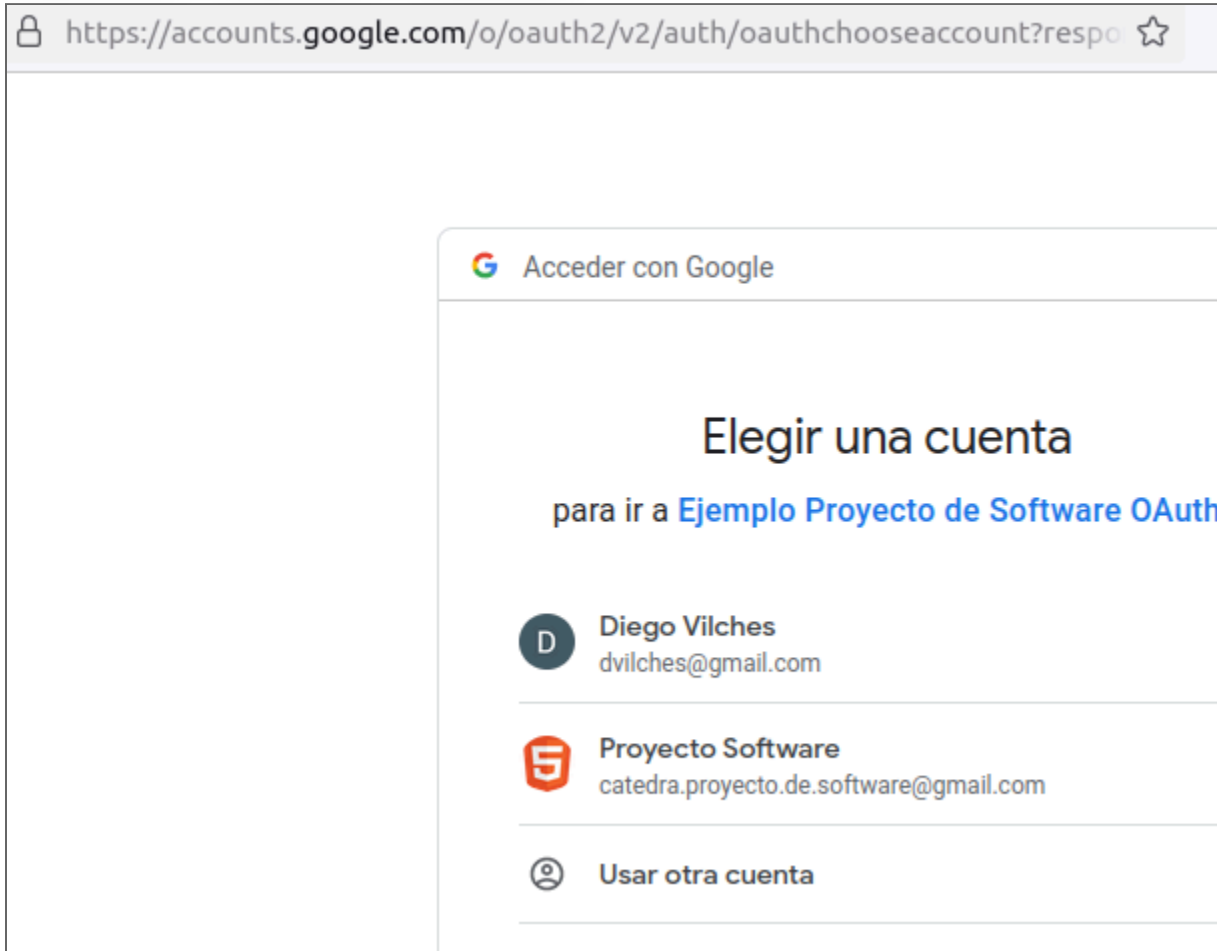 https://accounts.google.com/o/oauth2/v2/auth/oauthchooseaccount?respo
Acceder con Google
Elegir una cuenta
para ir a Ejemplo Proyecto de Software OAuth
D
Diego Vilches
dvilches@gmail.com
Proyecto Software
catedra.proyecto.de.software@gmail.com
Usar otra cuenta